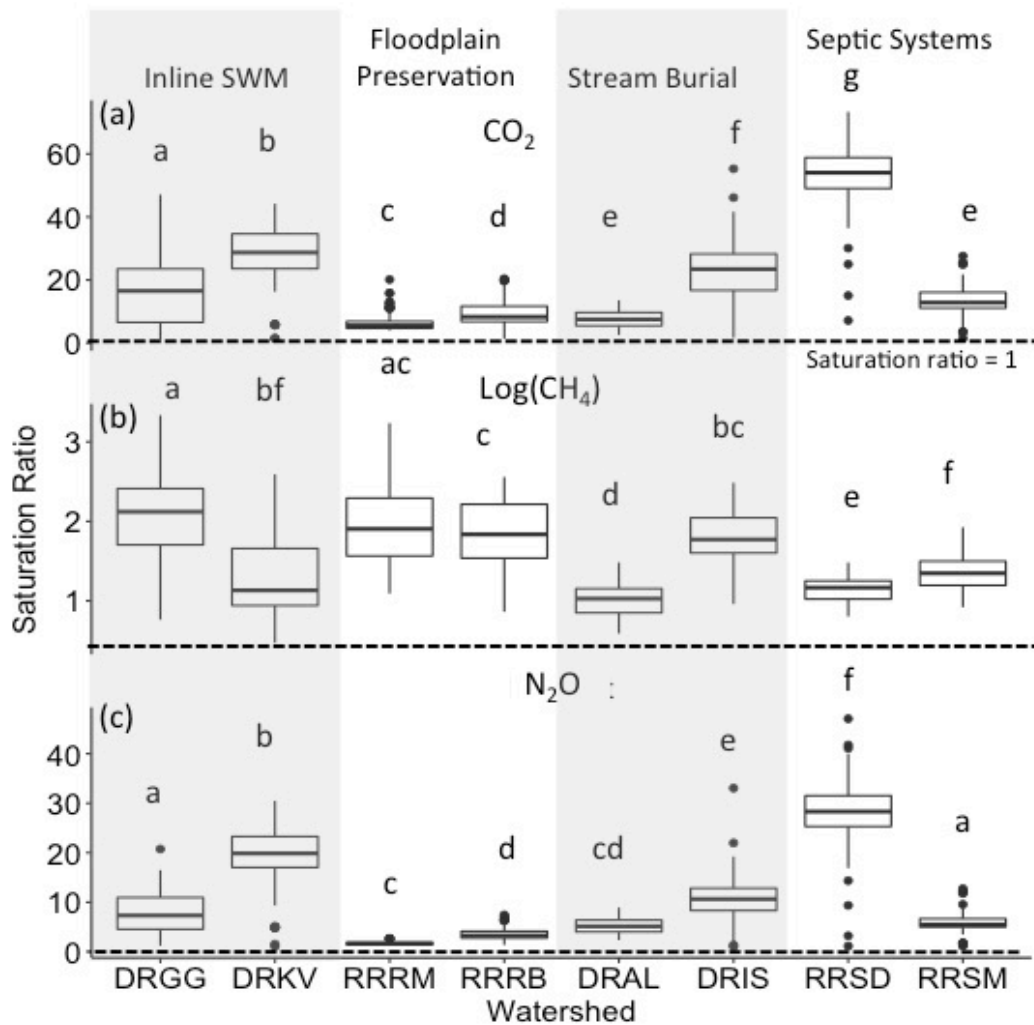 Floodplain
Preservation
Septic Systems
Inline SWM
Stream Burial
(a)
CO₂
a
b
c
d
e
f
g
e
60
40
20
0
Saturation ratio = 1
(b)
Log(CH₄)
a
bf
ac
c
d
bc
e
f
3
2
1
Saturation Ratio
(c)
N₂O :
a
b
c
d
cd
e
f
a
40
30
20
10
0
DRGG DRKV RRRM RRRB DRAL DRIS RRSD RRSM
Watershed